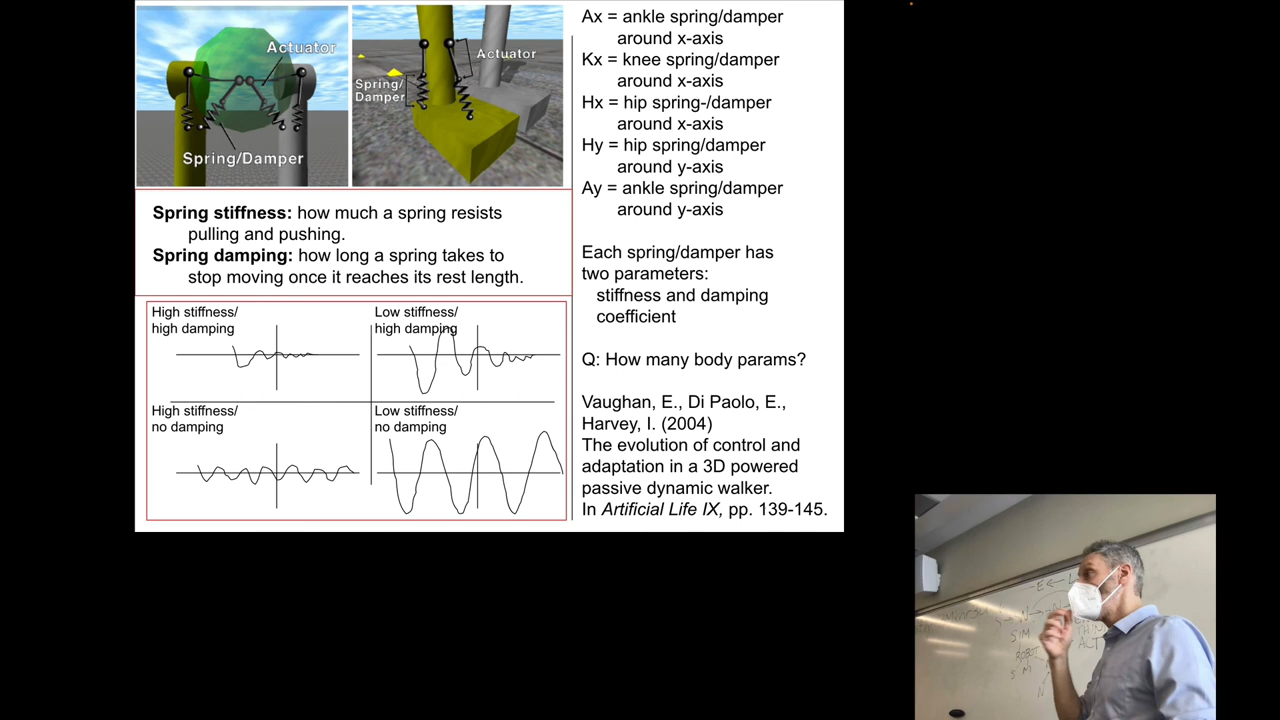 Actuator
Spring/Damper
Actuator
Spring/
Damper
Spring stiffness: how much a spring resists
pulling and pushing.
Spring damping: how long a spring takes to
stop moving once it reaches its rest length.
High stiffness/
high damping
Low stiffness/
high damping
High stiffness/
no damping
Low stiffness/
no damping
Ax = ankle spring/damper
around x-axis
Kx = knee spring/damper
around x-axis
Hx = hip spring-/damper
around x-axis
Hy = hip spring/damper
around y-axis
Ay = ankle spring/damper
around y-axis
Each spring/damper has
two parameters:
stiffness and damping
coefficient
Q: How many body params?
Vaughan, E., Di Paolo, E.,
Harvey, I. (2004)
The evolution of control and
adaptation in a 3D powered
passive dynamic walker.
In Artificial Life IX, pp. 139-145.
SIM
ROBOT
ALT